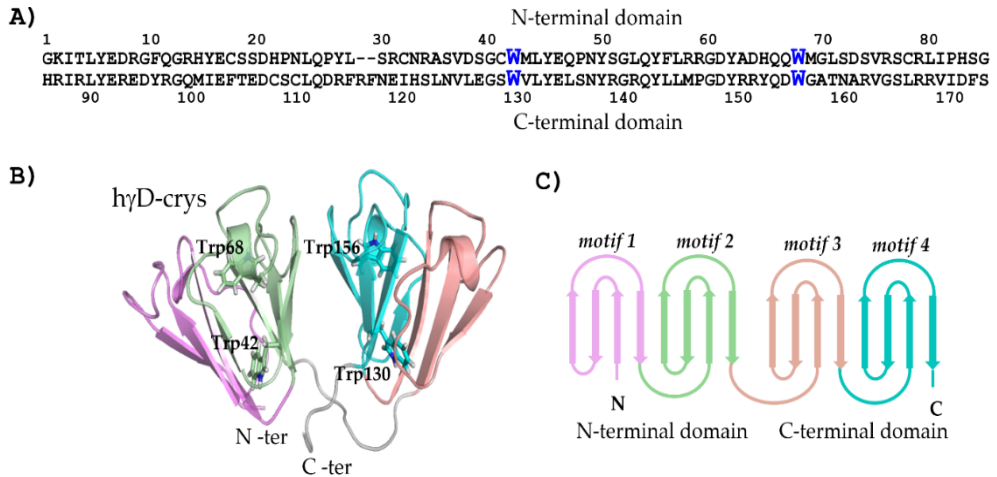 A)
N-terminal domain
1 10 20 30 40 50 60 70 80
GKITLYEDRGFQGRHYECSSDHPNLQPYL--SRCNRASVDSGCWMLYEQPNYSGLQYFLRRGDYADHQQWMGLSDSVRSCRLIPHSG
HRIRLYEREDYRGQMIEFTEDCSCLQDRFRFNEIHSLNVLEGSWVLYELSNYRGRQYLLMPGDYRRYQDWGATNARVGSLRRVIDFS
90 100 110 120 130 140 150 160 170
C-terminal domain
B)
hγD-crys
Trp68
Trp156
Trp42
Trp130
N -ter
C -ter
C)
motif 1 motif 2 motif 3 motif 4
N
C
N-terminal domain C-terminal domain